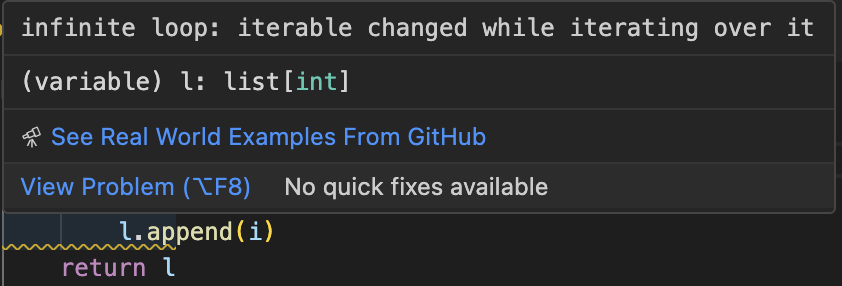 infinite loop: iterable changed while iterating over it
(variable) l: list[int]
See Real World Examples From GitHub
View Problem (⌥F8) No quick fixes available
l.append(i)
return l